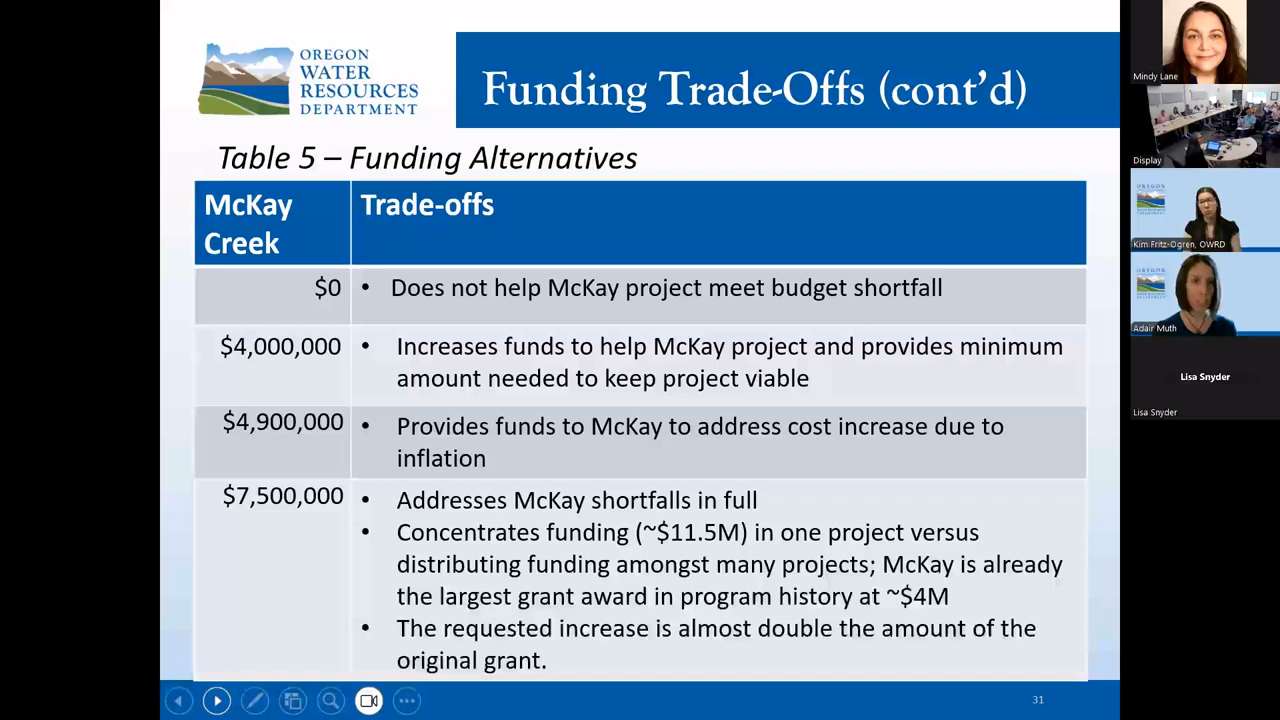 OREGON
WATER
RESOURCES
DEPARTMENT
Funding Trade-Offs (cont'd)
Table 5 – Funding Alternatives
McKay
Creek
Trade-offs
$0
• Does not help McKay project meet budget shortfall
$4,000,000
• Increases funds to help McKay project and provides minimum
amount needed to keep project viable
$4,900,000
• Provides funds to McKay to address cost increase due to
inflation
$7,500,000
• Addresses McKay shortfalls in full
• Concentrates funding (~$11.5M) in one project versus
distributing funding amongst many projects; McKay is already
the largest grant award in program history at ~$4M
• The requested increase is almost double the amount of the
original grant.
31
Mindy Lane
Display
OREGON
Kim Fritz-Ogren, OWRD
OREGON
Adair Muth
Lisa Snyder
Lisa Snyder